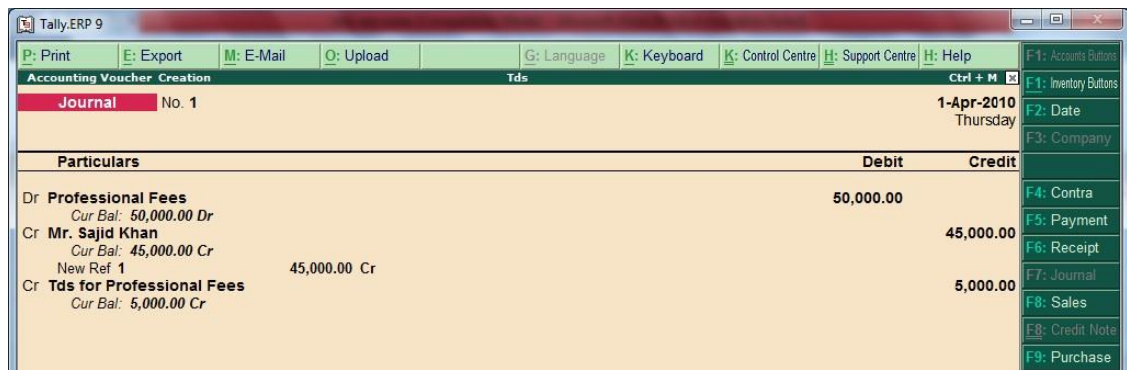 Tally.ERP 9
P: Print E: Export M: E-Mail O: Upload G: Language K: Keyboard K: Control Centre H: Support Centre H: Help
F1: Accounts Buttons
Accounting Voucher Creation Tds Ctrl + M
F1: Inventory Buttons
Journal No. 1 1-Apr-2010
F2: Date
Thursday
F3: Company
Particulars Debit Credit
Dr Professional Fees 50,000.00
F4: Contra
Cur Bal: 50,000.00 Dr
F5: Payment
Cr Mr. Sajid Khan 45,000.00
Cur Bal: 45,000.00 Cr
F6: Receipt
New Ref 1 45,000.00 Cr
F7: Journal
Cr Tds for Professional Fees 5,000.00
Cur Bal: 5,000.00 Cr
F8: Sales
F8: Credit Note
F9: Purchase